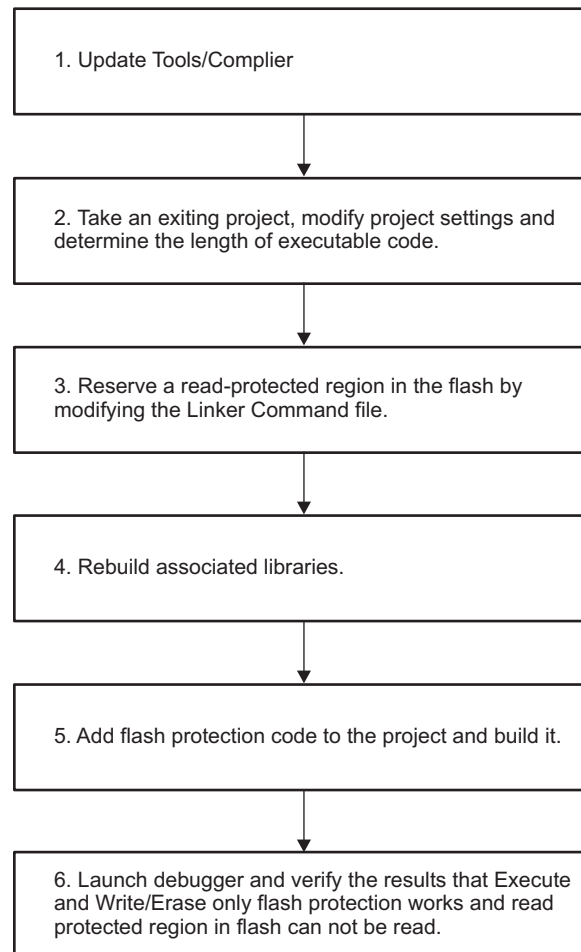 1. Update Tools/Complier
2. Take an exiting project, modify project settings and
determine the length of executable code.
3. Reserve a read-protected region in the flash by
modifying the Linker Command file.
4. Rebuild associated libraries.
5. Add flash protection code to the project and build it.
6. Launch debugger and verify the results that Execute
and Write/Erase only flash protection works and read
protected region in flash can not be read.